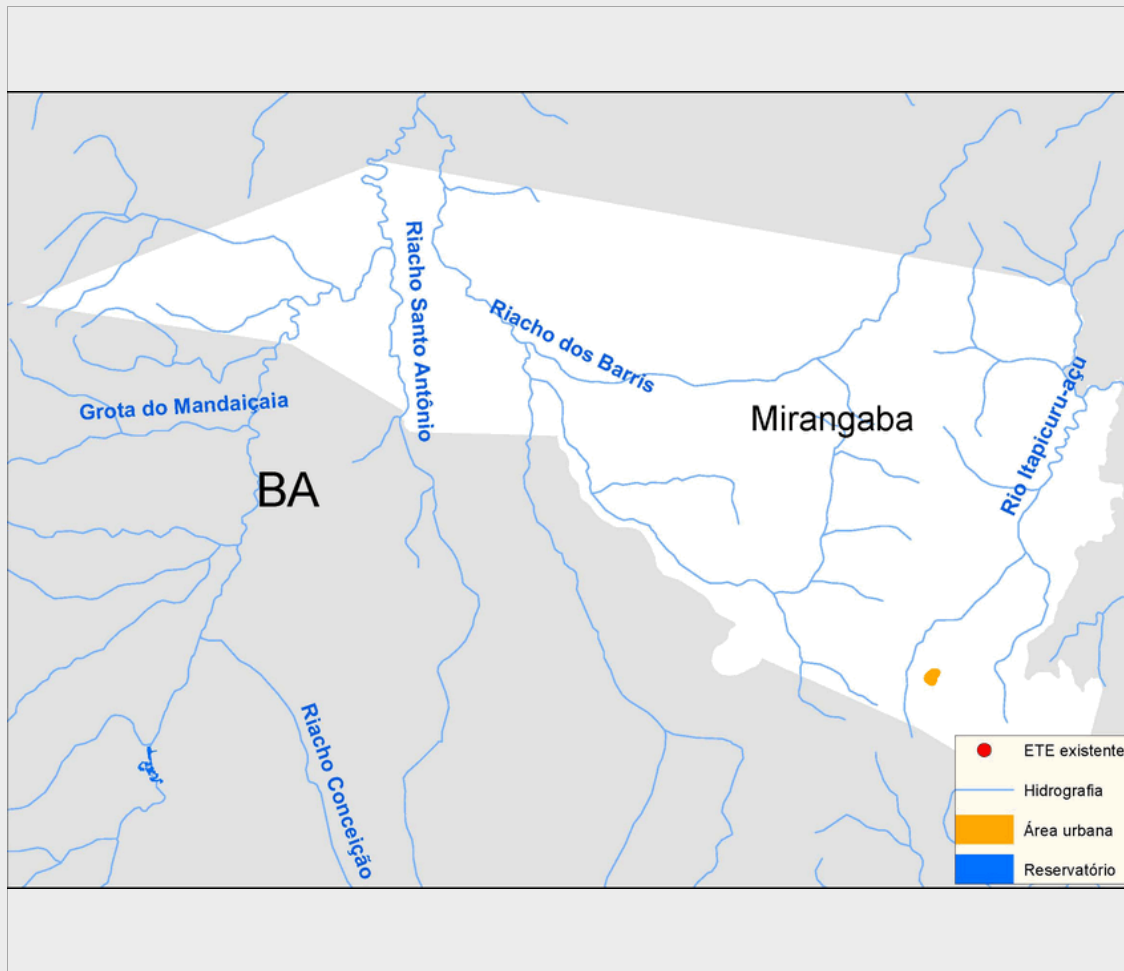 Riacho Santo Antônio
Riacho dos Barris
Grota do Mandaiçaia
Mirangaba
Rio Itapicuru-açu
BA
Riacho Conceição
ETE existente
Hidrografia
Área urbana
Reservatório